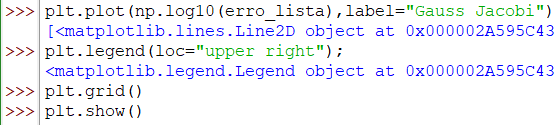 >>> plt.plot(np.log10(erro_lista),label="Gauss Jacobi")
[<matplotlib.lines.Line2D object at 0x000002A595C43
>>> plt.legend(loc="upper right");
<matplotlib.legend.Legend object at 0x000002A595C43
>>> plt.grid()
>>> plt.show()